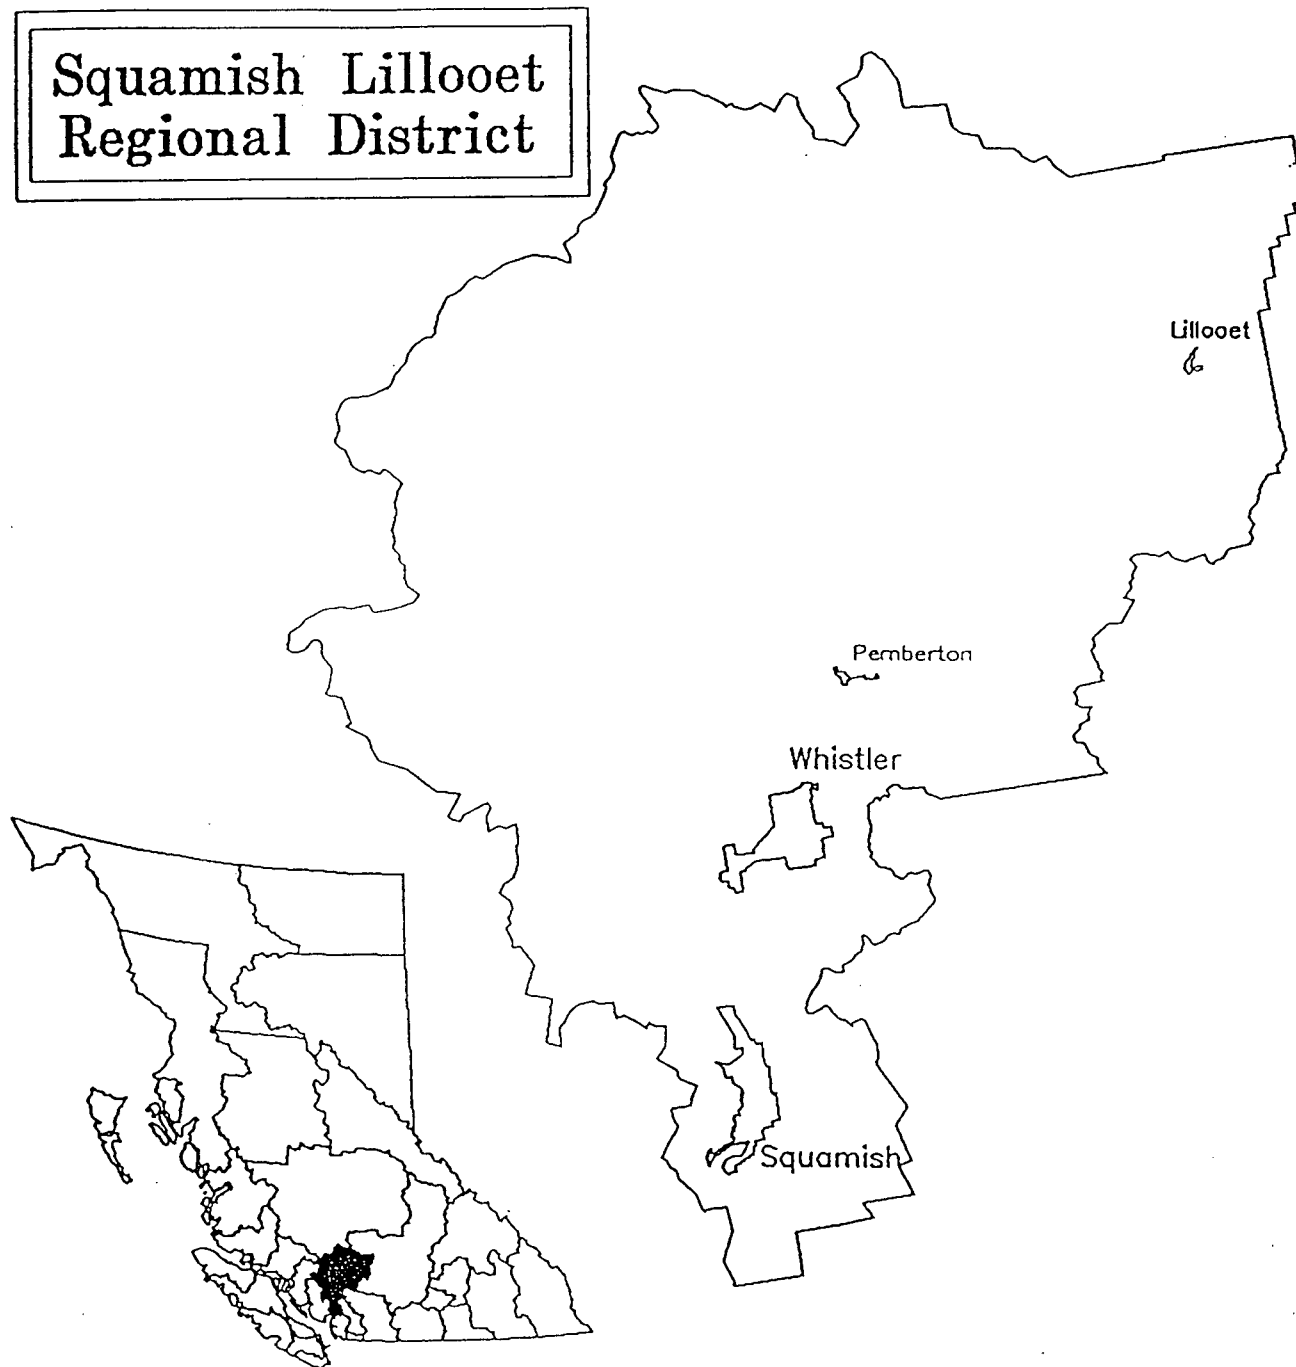 Squamish Lillooet
Regional District
Lillooet
Pemberton
Whistler
Squamish